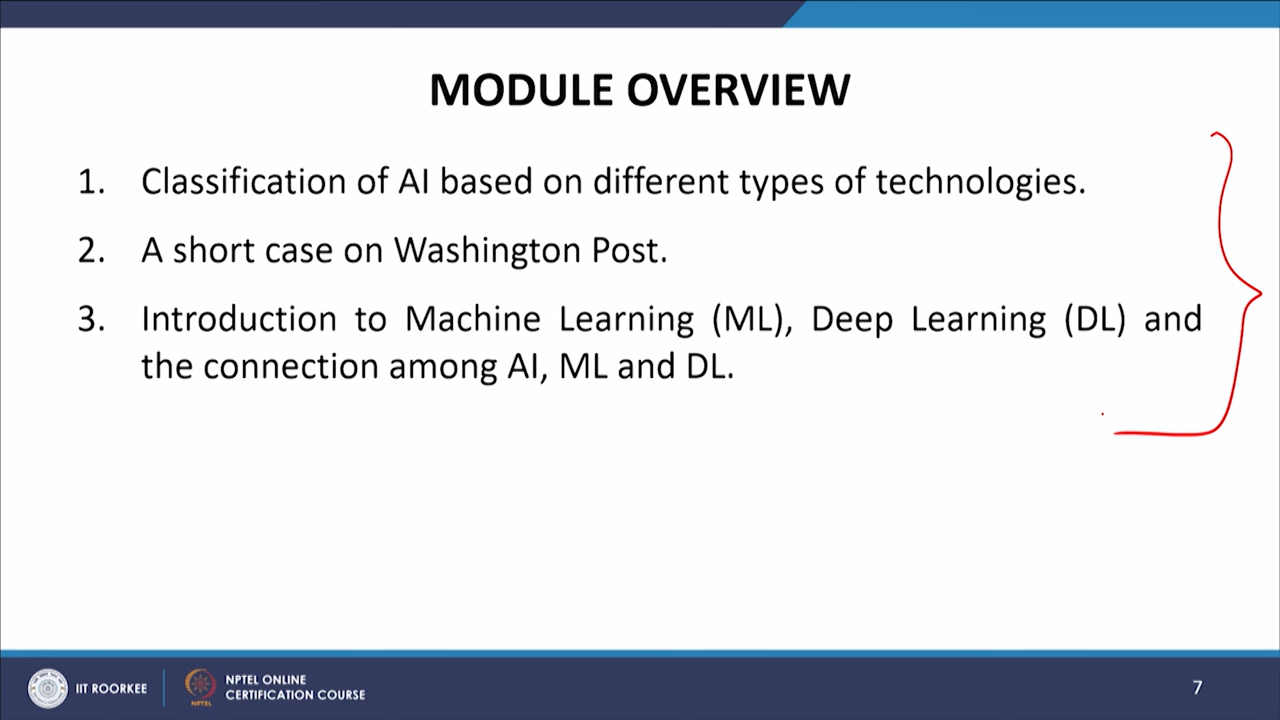 MODULE OVERVIEW
1. Classification of AI based on different types of technologies.
2. A short case on Washington Post.
3. Introduction to Machine Learning (ML), Deep Learning (DL) and
the connection among AI, ML and DL.
IIT ROORKEE
NPTEL
NPTEL ONLINE
CERTIFICATION COURSE
7